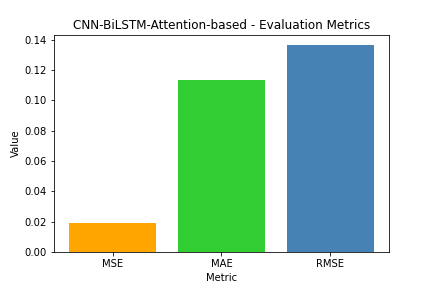 CNN-BiLSTM-Attention-based - Evaluation Metrics
0.14
0.12
0.10
0.08
0.06
0.04
0.02
0.00
Value
MSE MAE RMSE
Metric